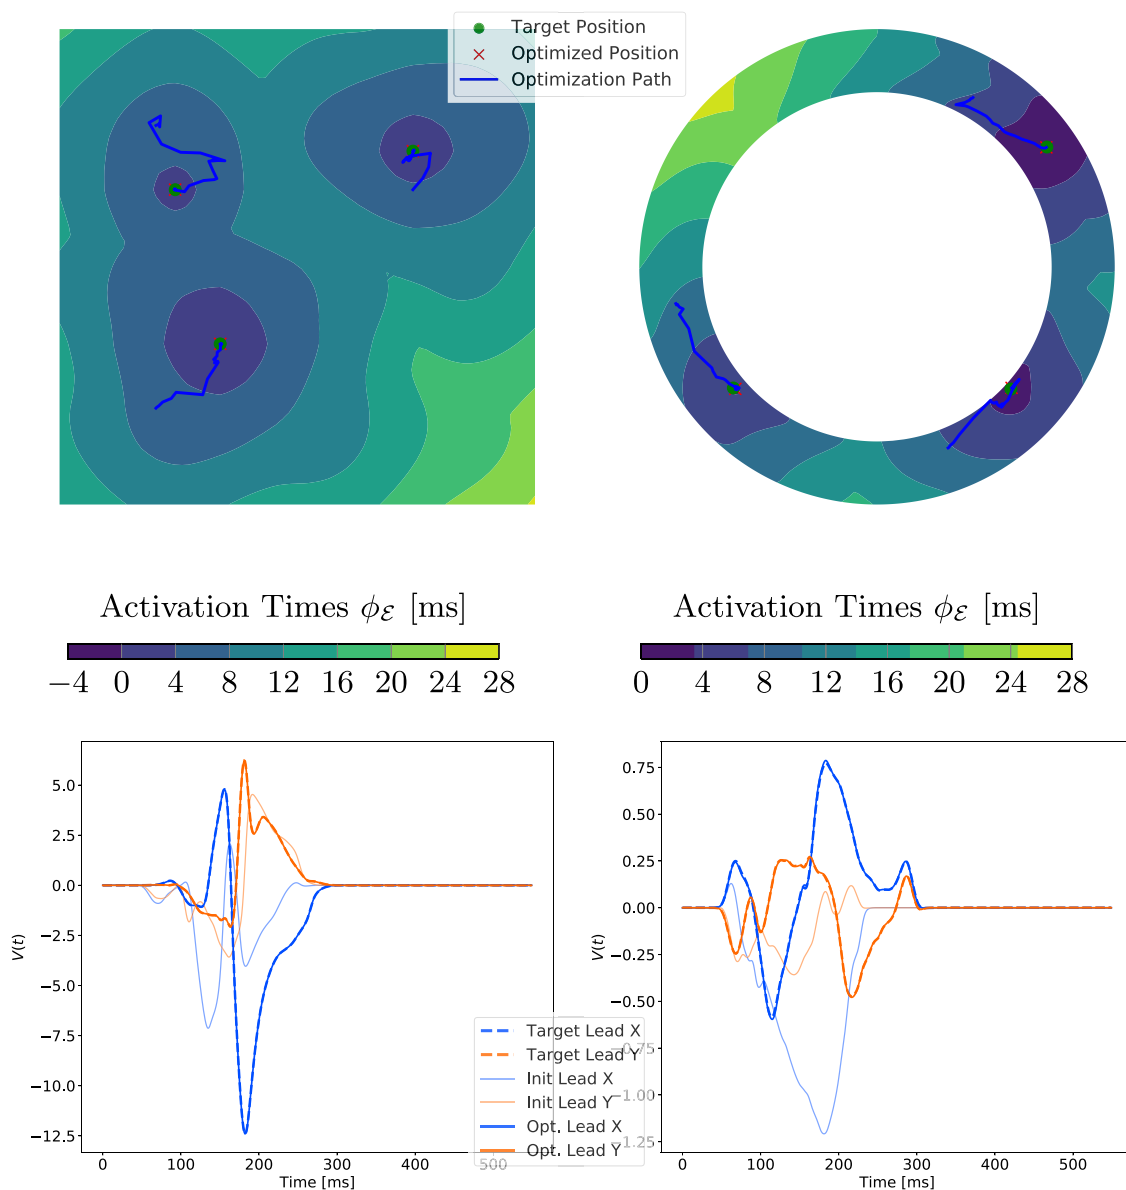 Target Position
Optimized Position
Optimization Path
Activation Times ϕℰ [ms]
−4 0 4 8 12 16 20 24 28
Activation Times ϕℰ [ms]
0 4 8 12 16 20 24 28
5.0
2.5
0.0
−2.5
−5.0
−7.5
−10.0
−12.5
V(t)
0 100 200 300 400 500
Time [ms]
0.75
0.50
0.25
0.00
−0.25
−0.50
−0.75
−1.00
−1.25
V(t)
0 100 200 300 400 500
Time [ms]
Target Lead X
Target Lead Y
Init Lead X
Init Lead Y
Opt. Lead X
Opt. Lead Y